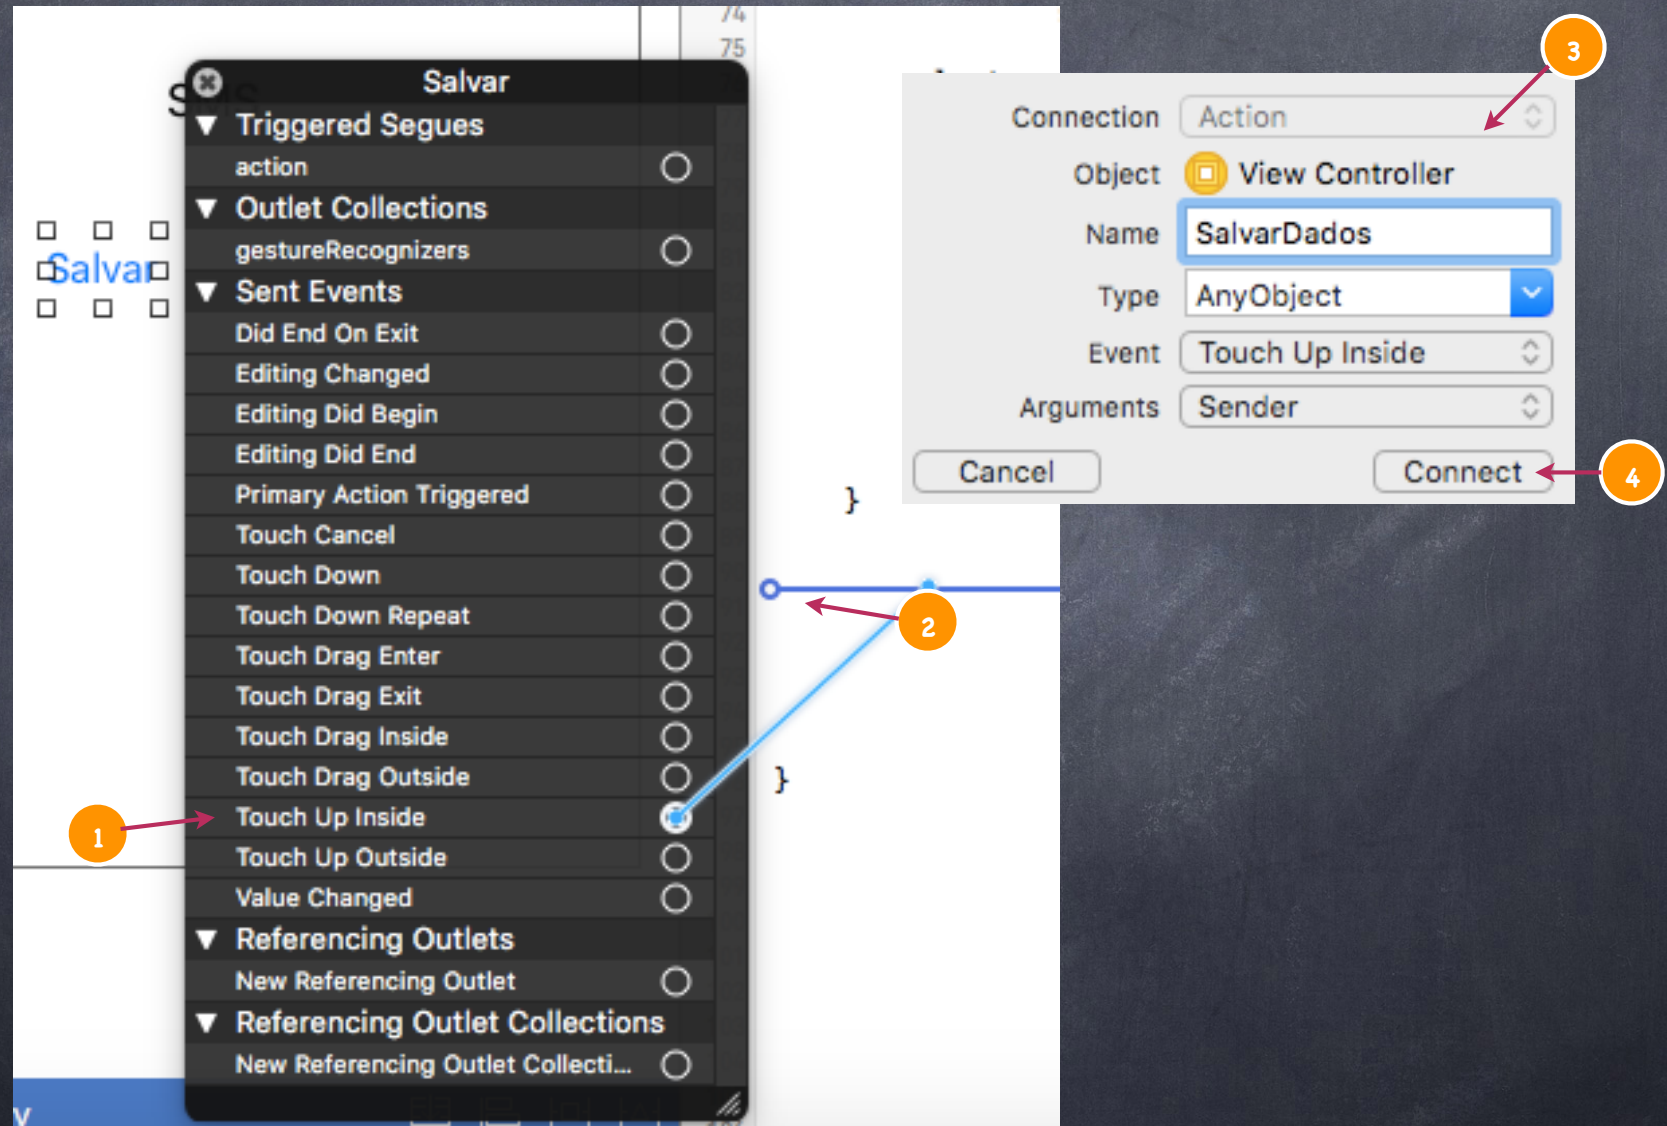 74
75
SMS
Salvar
Salvar
Triggered Segues
action
Outlet Collections
gestureRecognizers
Sent Events
Did End On Exit
Editing Changed
Editing Did Begin
Editing Did End
Primary Action Triggered
Touch Cancel
Touch Down
Touch Down Repeat
Touch Drag Enter
Touch Drag Exit
Touch Drag Inside
Touch Drag Outside
Touch Up Inside
Touch Up Outside
Value Changed
Referencing Outlets
New Referencing Outlet
Referencing Outlet Collections
New Referencing Outlet Collecti...
1
}
2
}
3
Connection Action
Object View Controller
Name SalvarDados
Type AnyObject
Event Touch Up Inside
Arguments Sender
Cancel Connect
4
y